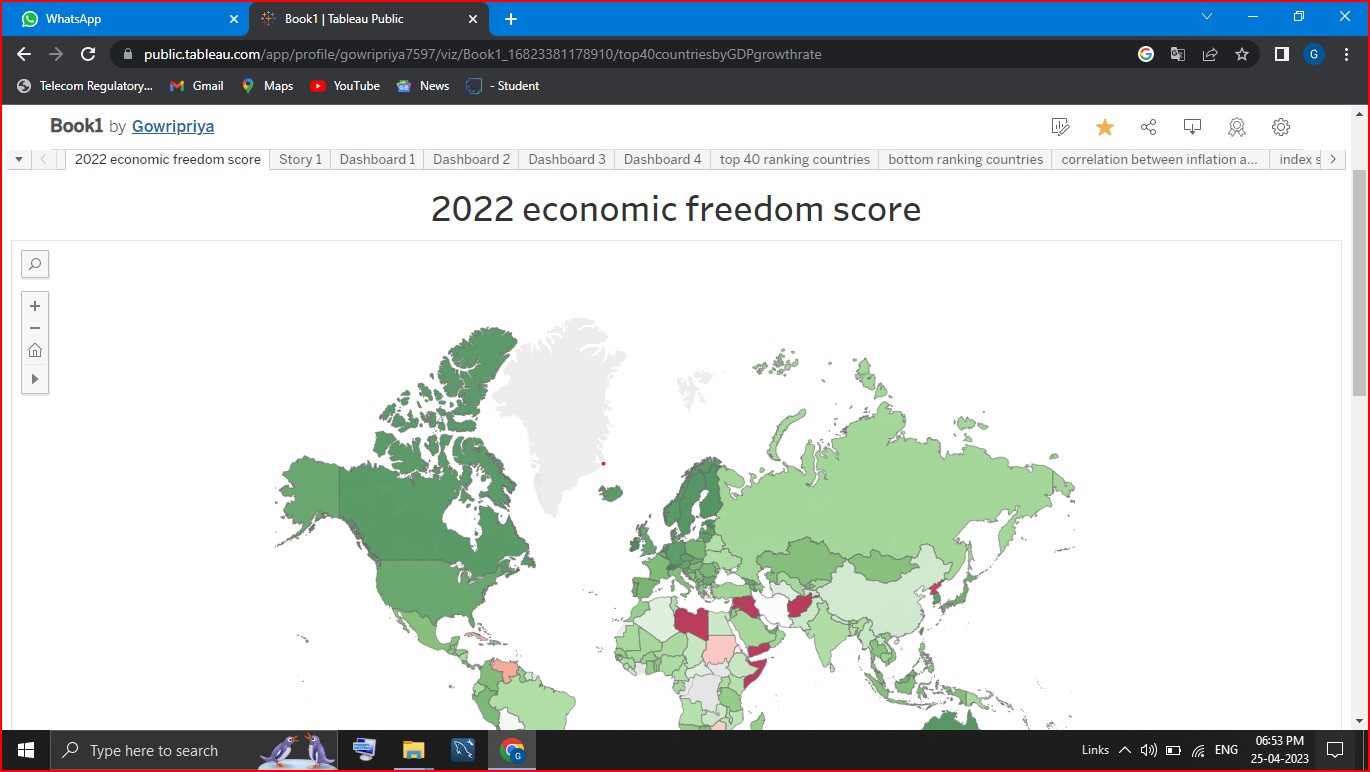 WhatsApp
Book1 | Tableau Public
public.tableau.com/app/profile/gowripriya7597/viz/Book1_16823381178910/top40countriesbyGDPgrowthrate
G
Telecom Regulatory...
Gmail
Maps
YouTube
News
- Student
Book1 by Gowripriya
2022 economic freedom score
Story 1
Dashboard 1
Dashboard 2
Dashboard 3
Dashboard 4
top 40 ranking countries
bottom ranking countries
correlation between inflation a...
index s
2022 economic freedom score
Type here to search
G
Links
ENG
06:53 PM
25-04-2023